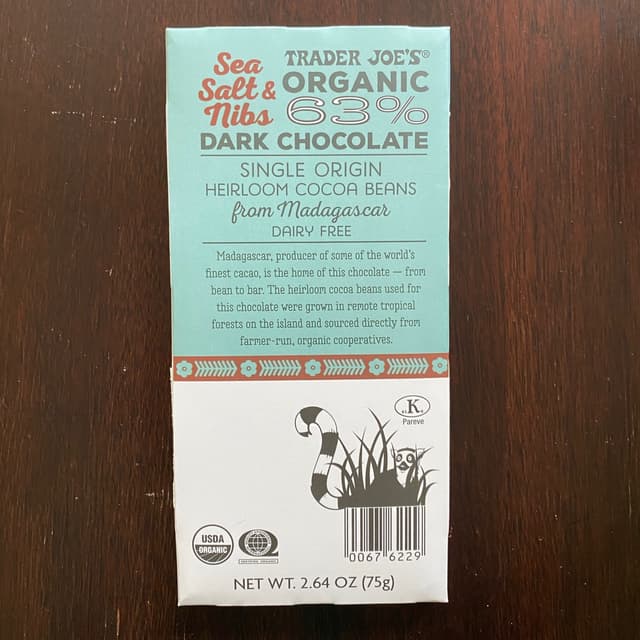 Sea
Salt &
Nibs
TRADER JOE'S®
ORGANIC
63%
DARK CHOCOLATE
SINGLE ORIGIN
HEIRLOOM COCOA BEANS
from Madagascar
DAIRY FREE
Madagascar, producer of some of the world's
finest cacao, is the home of this chocolate — from
bean to bar. The heirloom cocoa beans used for
this chocolate were grown in remote tropical
forests on the island and sourced directly from
farmer-run, organic cooperatives.
K
Pareve
0067 6229
USDA
ORGANIC
CERTIFIED ORGANIC
NET WT. 2.64 OZ (75g)